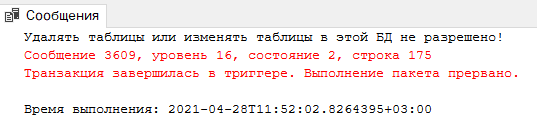 Сообщения
Удалять таблицы или изменять таблицы в этой БД не разрешено!
Сообщение 3609, уровень 16, состояние 2, строка 175
Транзакция завершилась в триггере. Выполнение пакета прервано.
Время выполнения: 2021-04-28T11:52:02.8264395+03:00